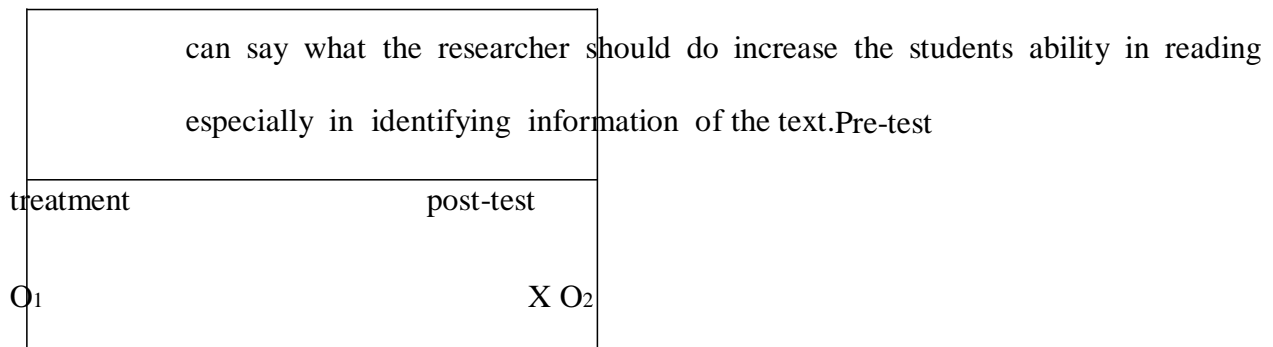 can say what the researcher should do increase the students ability in reading
especially in identifying information of the text.Pre-test
treatment post-test
O1 X O2